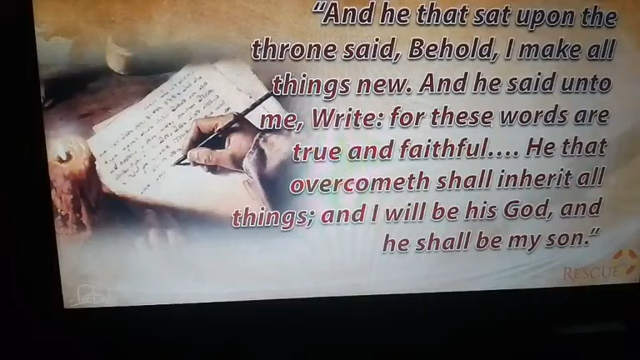 “And he that sat upon the
throne said, Behold, I make all
things new. And he said unto
me, Write: for these words are
true and faithful.... He that
overcometh shall inherit all
things; and I will be his God, and
he shall be my son.”
RESCUE